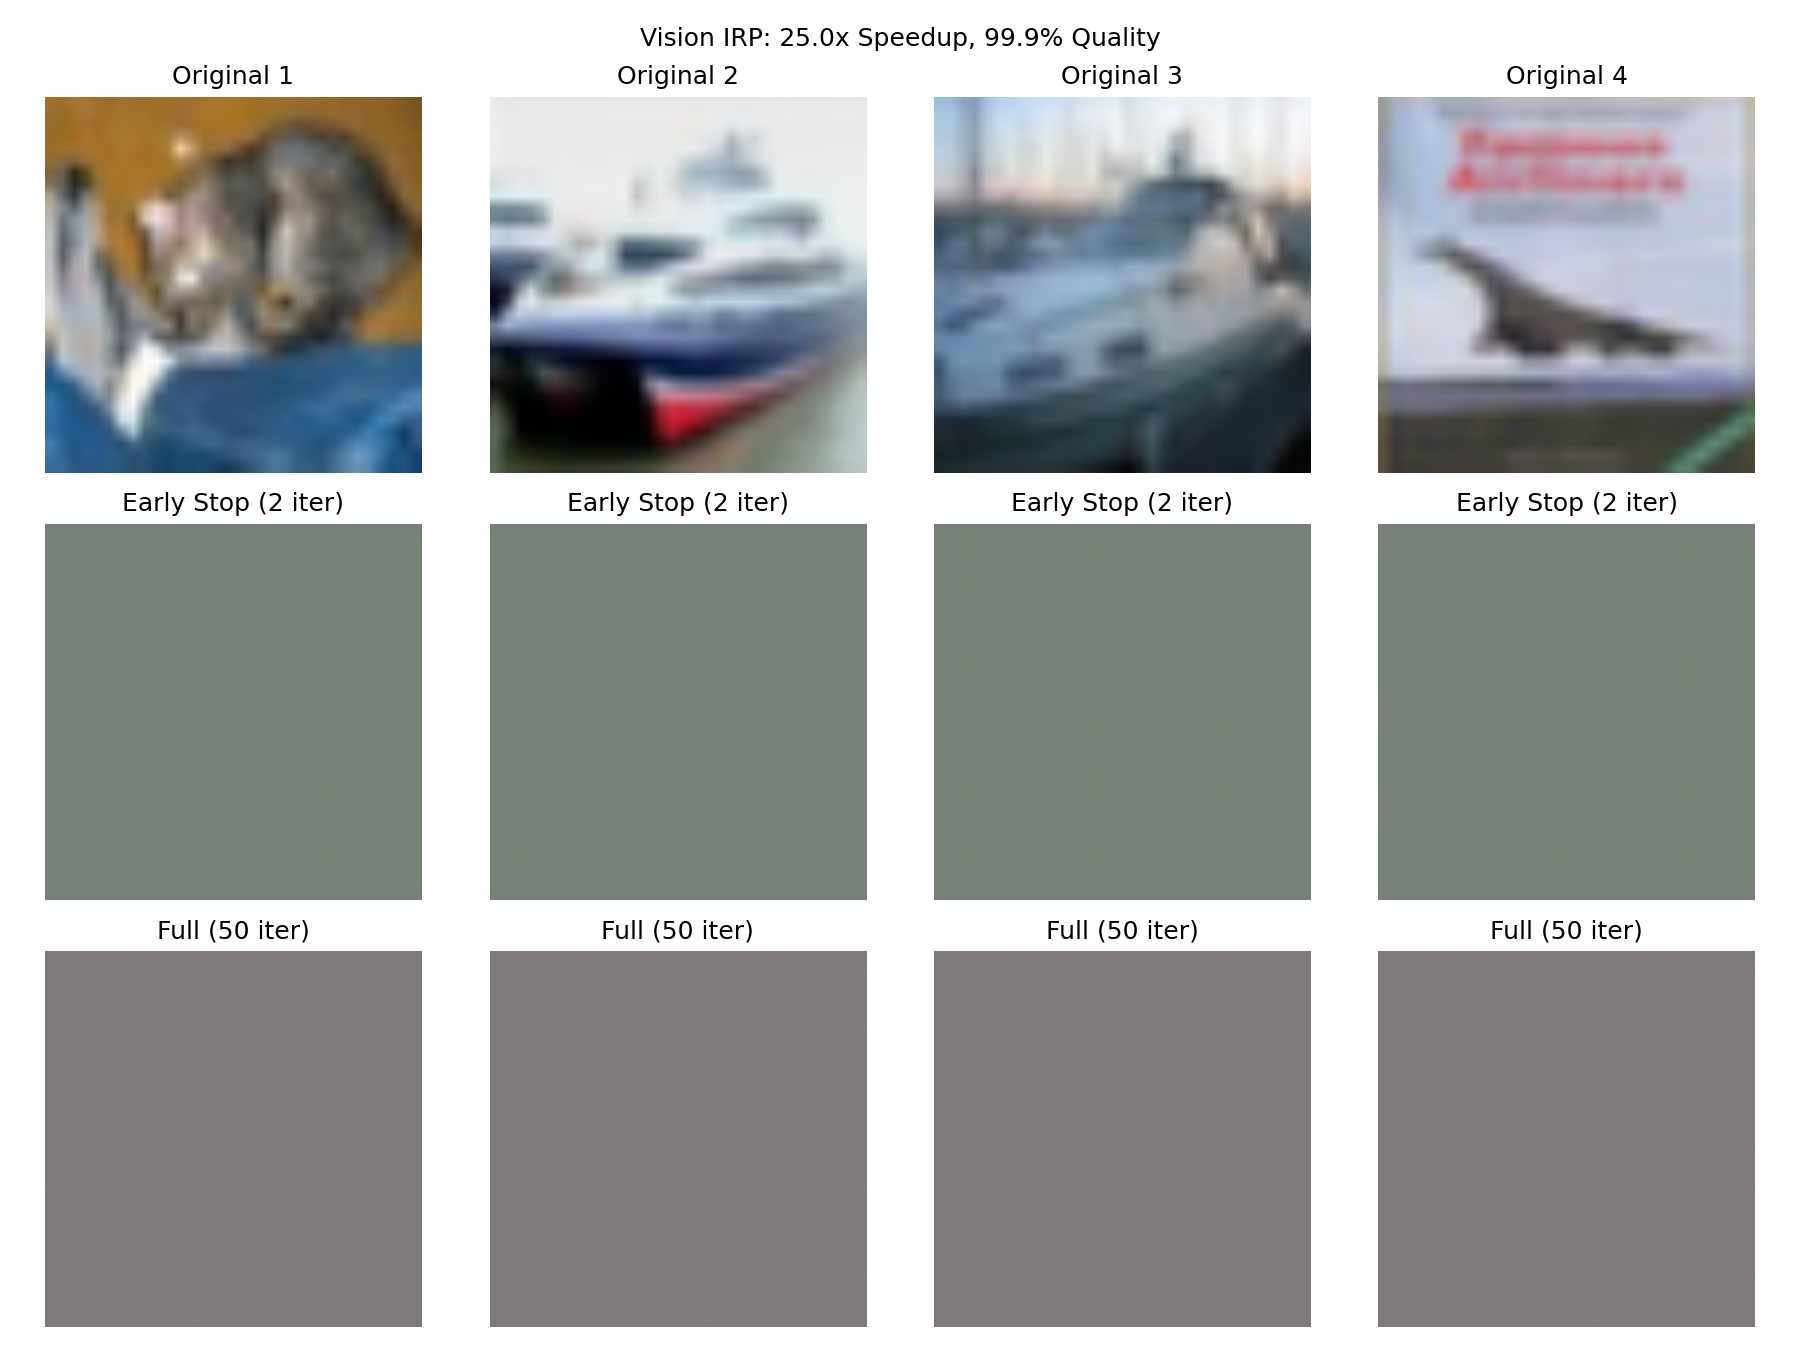 Vision IRP: 25.0x Speedup, 99.9% Quality
Original 1
Original 2
Original 3
Original 4
Early Stop (2 iter)
Early Stop (2 iter)
Early Stop (2 iter)
Early Stop (2 iter)
Full (50 iter)
Full (50 iter)
Full (50 iter)
Full (50 iter)